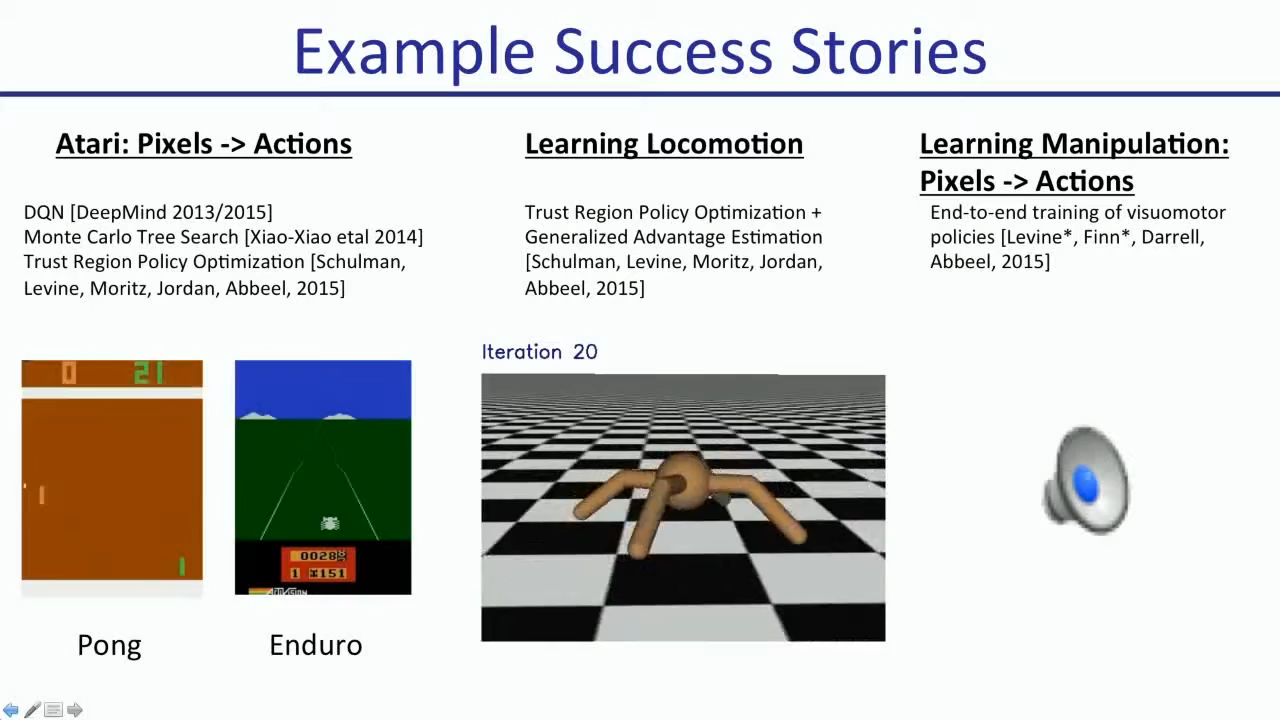 Example Success Stories
Atari: Pixels -> Actions
DQN [DeepMind 2013/2015]
Monte Carlo Tree Search [Xiao-Xiao etal 2014]
Trust Region Policy Optimization [Schulman,
Levine, Moritz, Jordan, Abbeel, 2015]
0 21
ACTIVISION
Pong
Enduro
Learning Locomotion
Trust Region Policy Optimization +
Generalized Advantage Estimation
[Schulman, Levine, Moritz, Jordan,
Abbeel, 2015]
Iteration 20
Learning Manipulation:
Pixels -> Actions
End-to-end training of visuomotor
policies [Levine*, Finn*, Darrell,
Abbeel, 2015]